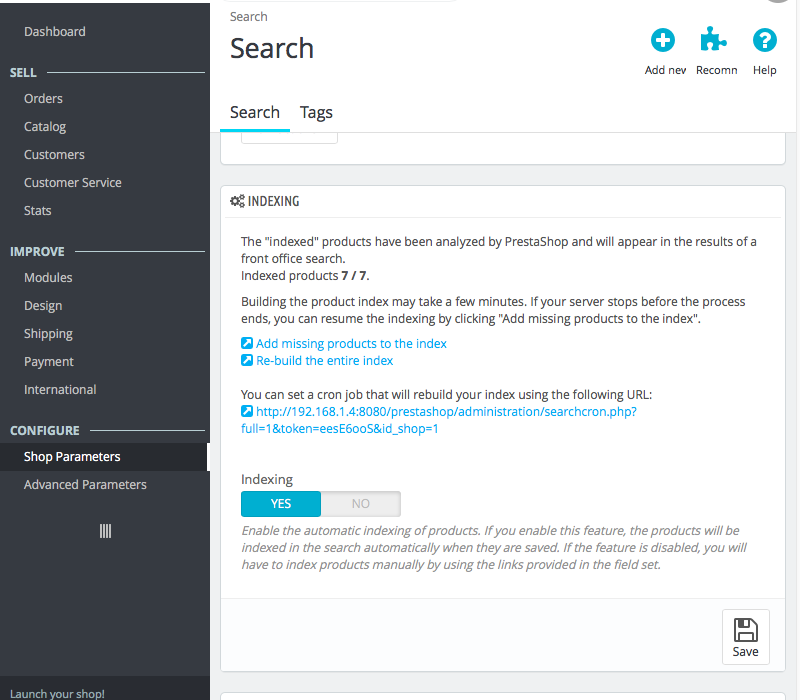 Dashboard
SELL
Orders
Catalog
Customers
Customer Service
Stats
IMPROVE
Modules
Design
Shipping
Payment
International
CONFIGURE
Shop Parameters
Advanced Parameters
Launch your shop!
Search
Search
Add new
Recomn
Help
Search
Tags
INDEXING
The "indexed" products have been analyzed by PrestaShop and will appear in the results of a
front office search.
Indexed products 7 / 7.
Building the product index may take a few minutes. If your server stops before the process
ends, you can resume the indexing by clicking "Add missing products to the index".
Add missing products to the index
Re-build the entire index
You can set a cron job that will rebuild your index using the following URL:
http://192.168.1.4:8080/prestashop/administration/searchcron.php?
full=1&token=eesE6ooS&id_shop=1
Indexing
YES NO
Enable the automatic indexing of products. If you enable this feature, the products will be
indexed in the search automatically when they are saved. If the feature is disabled, you will
have to index products manually by using the links provided in the field set.
Save